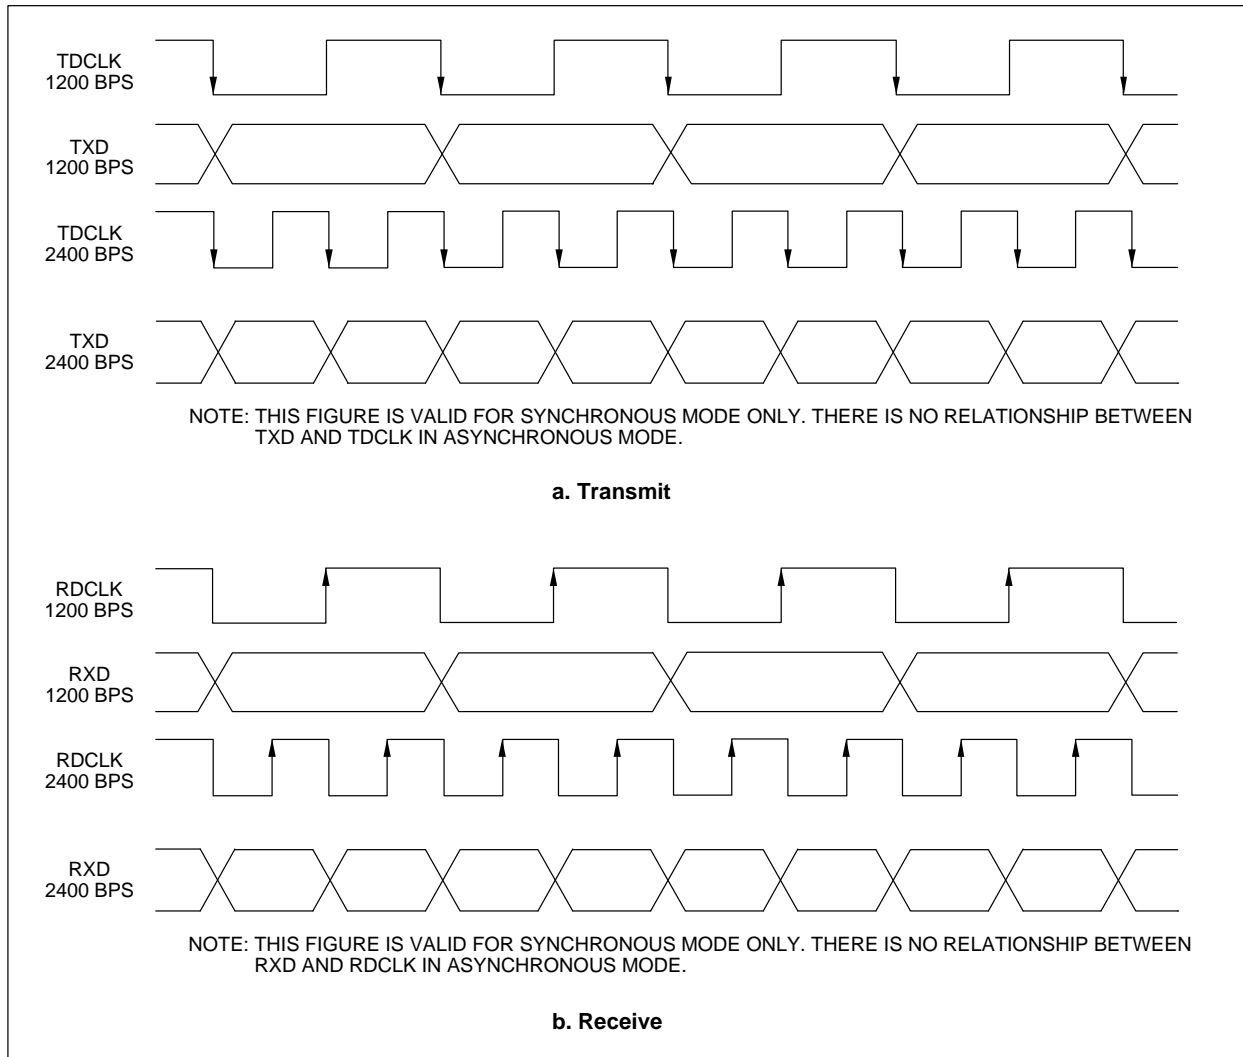 TDCLK
1200 BPS
TXD
1200 BPS
TDCLK
2400 BPS
TXD
2400 BPS
NOTE: THIS FIGURE IS VALID FOR SYNCHRONOUS MODE ONLY. THERE IS NO RELATIONSHIP BETWEEN
TXD AND TDCLK IN ASYNCHRONOUS MODE.
a. Transmit
RDCLK
1200 BPS
RXD
1200 BPS
RDCLK
2400 BPS
RXD
2400 BPS
NOTE: THIS FIGURE IS VALID FOR SYNCHRONOUS MODE ONLY. THERE IS NO RELATIONSHIP BETWEEN
RXD AND RDCLK IN ASYNCHRONOUS MODE.
b. Receive